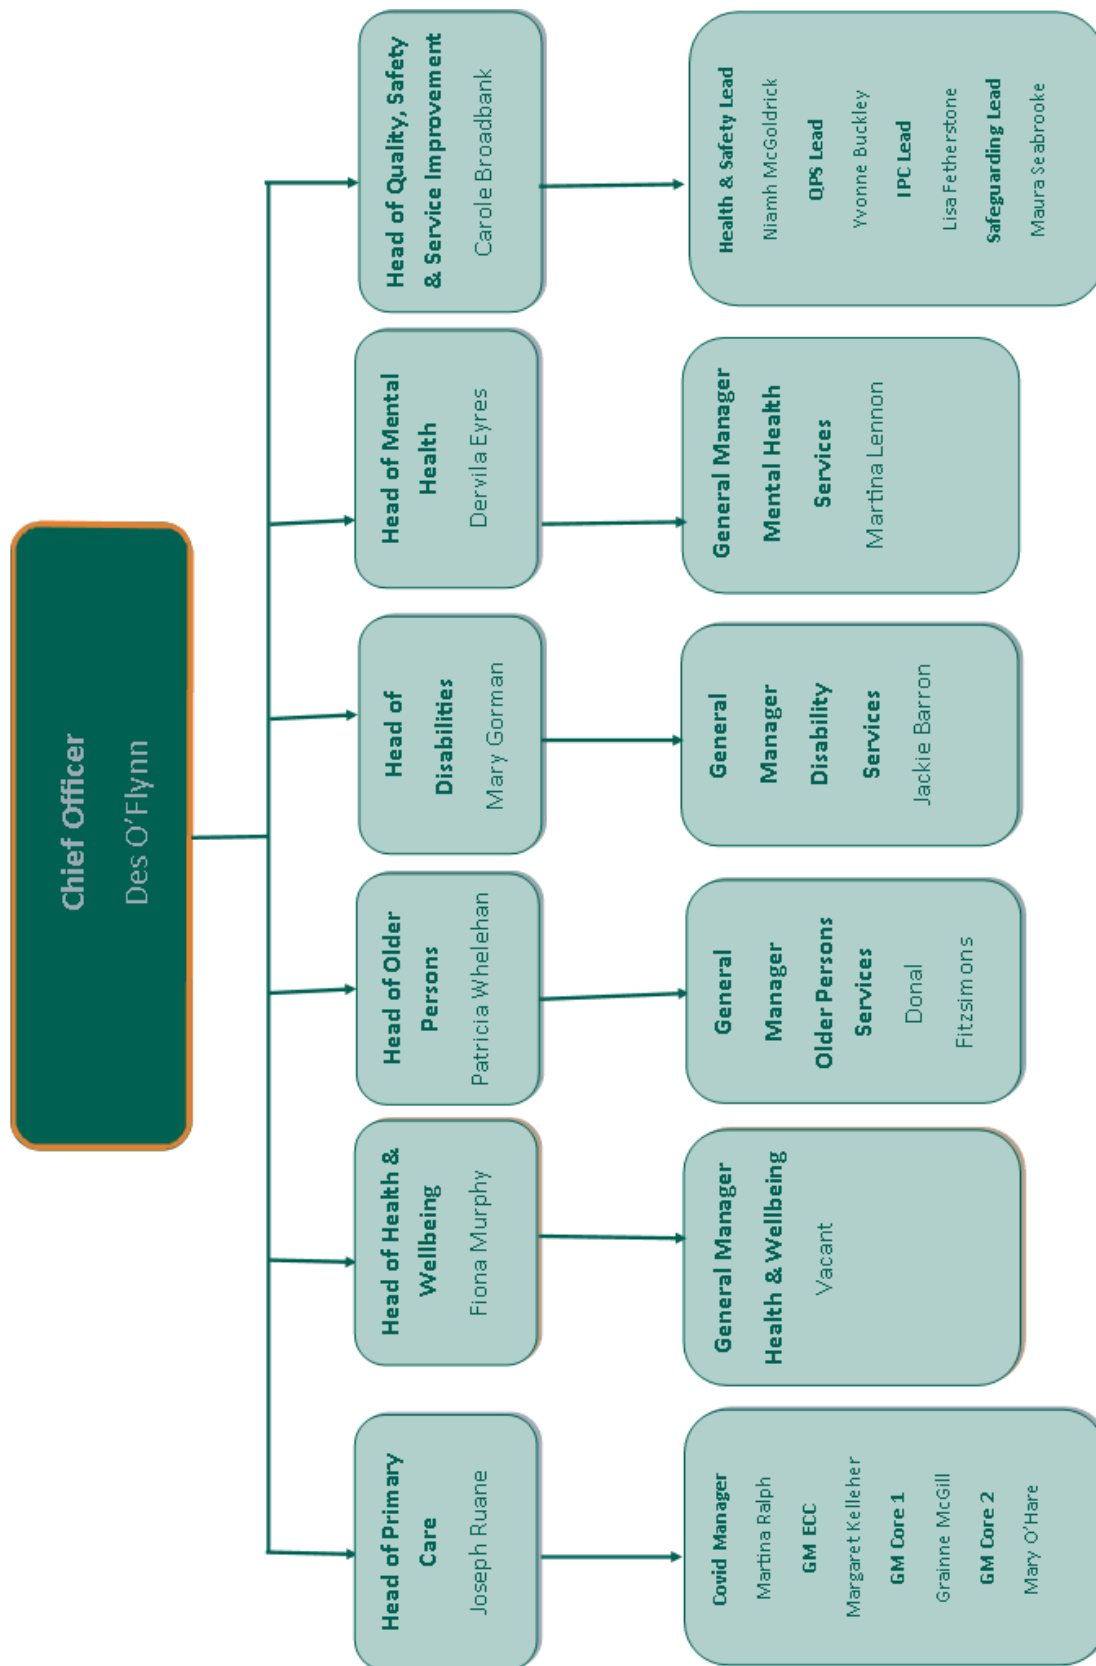 Chief Officer
Des O'Flynn
Head of Primary
Care
Joseph Ruane
Head of Health &
Wellbeing
Fiona Murphy
Head of Older
Persons
Patricia Whelehan
Head of
Disabilities
Mary Gorman
Head of Mental
Health
Dervila Eyres
Head of Quality, Safety
& Service Improvement
Carole Broadbank
Covid Manager
Martina Ralph
GM ECC
Margaret Kelleher
GM Core 1
Grainne McGill
GM Core 2
Mary O'Hare
General Manager
Health & Wellbeing
Vacant
General
Manager
Older Persons
Services
Donal
Fitzsimons
General
Manager
Disability
Services
Jackie Barron
General Manager
Mental Health
Services
Martina Lennon
Health & Safety Lead
Niamh McGoldrick
QPS Lead
Yvonne Buckley
IPC Lead
Lisa Fetherstone
Safeguarding Lead
Maura Seabrooke